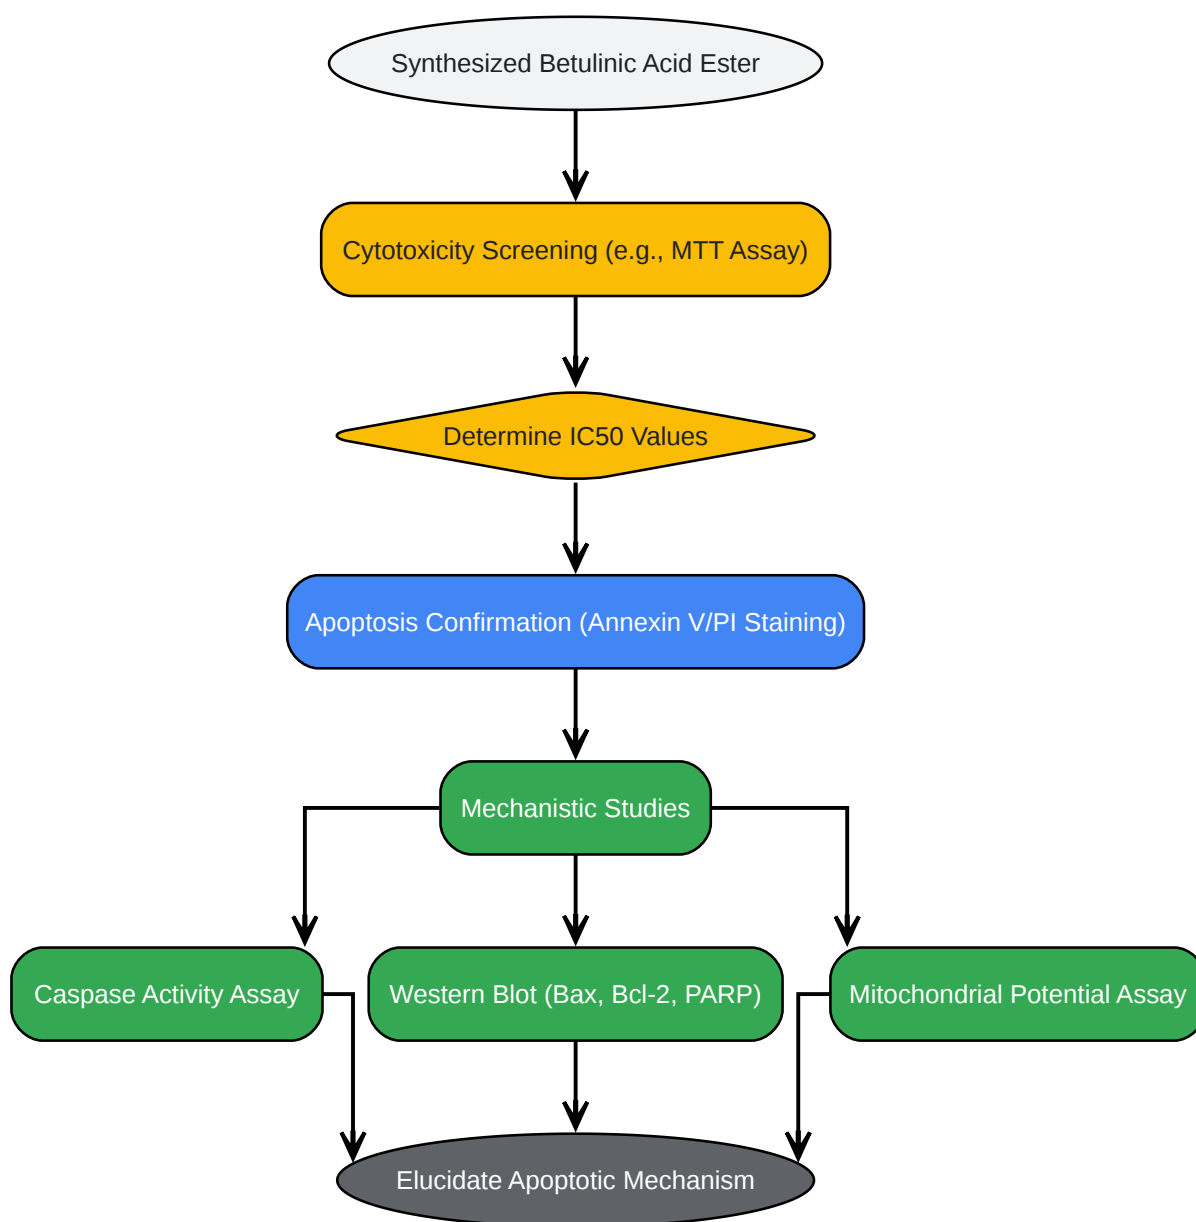 Synthesized Betulinic Acid Ester
Cytotoxicity Screening (e.g., MTT Assay)
Determine IC50 Values
Apoptosis Confirmation (Annexin V/PI Staining)
Mechanistic Studies
Caspase Activity Assay
Western Blot (Bax, Bcl-2, PARP)
Mitochondrial Potential Assay
Elucidate Apoptotic Mechanism